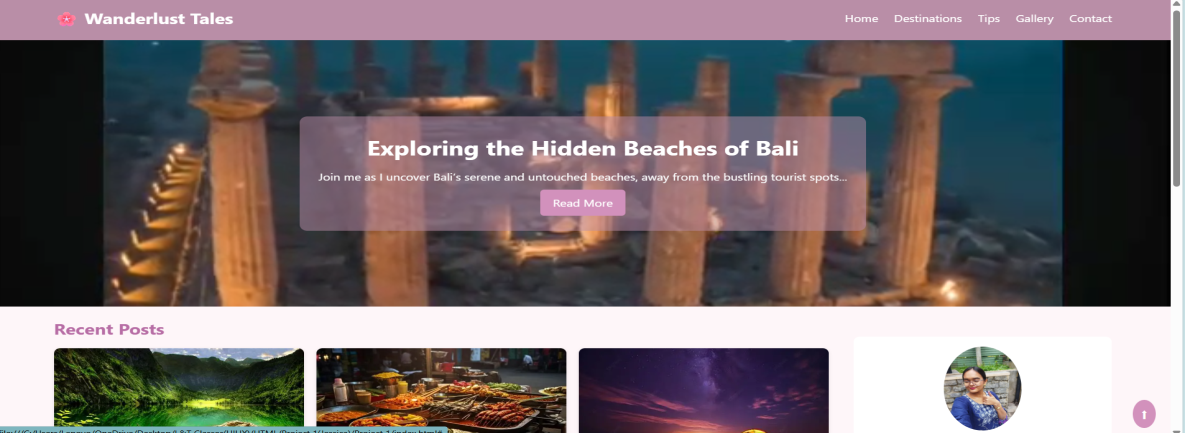 Wanderlust Tales
Home Destinations Tips Gallery Contact
Exploring the Hidden Beaches of Bali
Join me as I uncover Bali's serene and untouched beaches, away from the bustling tourist spots...
Read More
Recent Posts